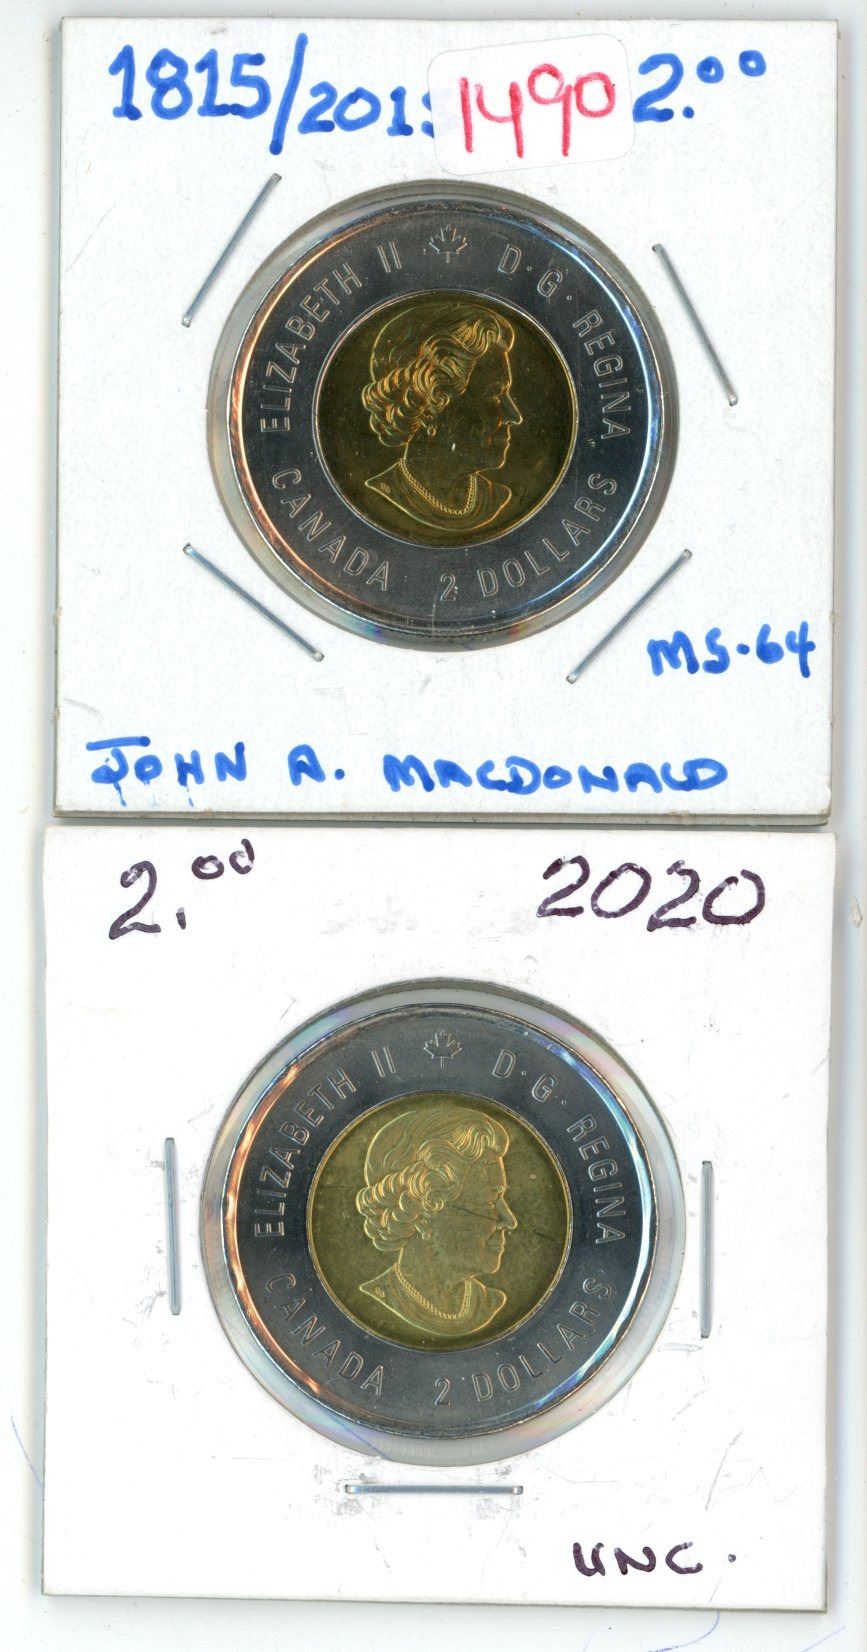 1815/201
1490
2.00
ELIZABETH II D·G·REGINA
CANADA 2 DOLLARS
MS·64
JOHN A. MACDONALD
2.00
2020
ELIZABETH II D·G·REGINA
CANADA 2 DOLLARS
UNC.